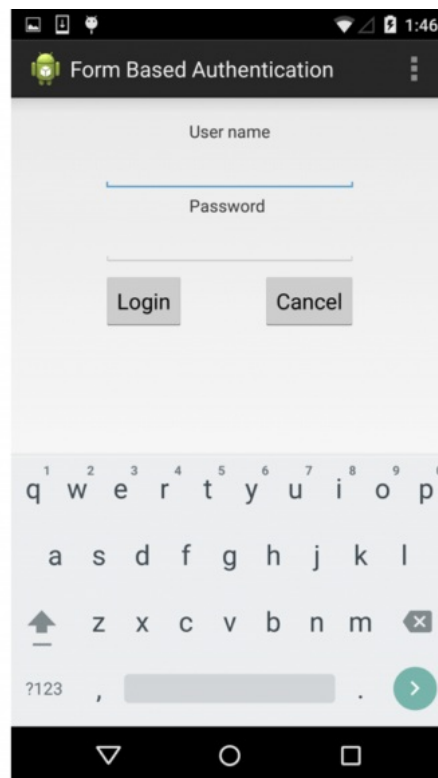 1:46
Form Based Authentication
User name
Password
Login Cancel
1 2 3 4 5 6 7 8 9
q w e r t y u i o p
a s d f g h j k l
z x c v b n m
?123 , .